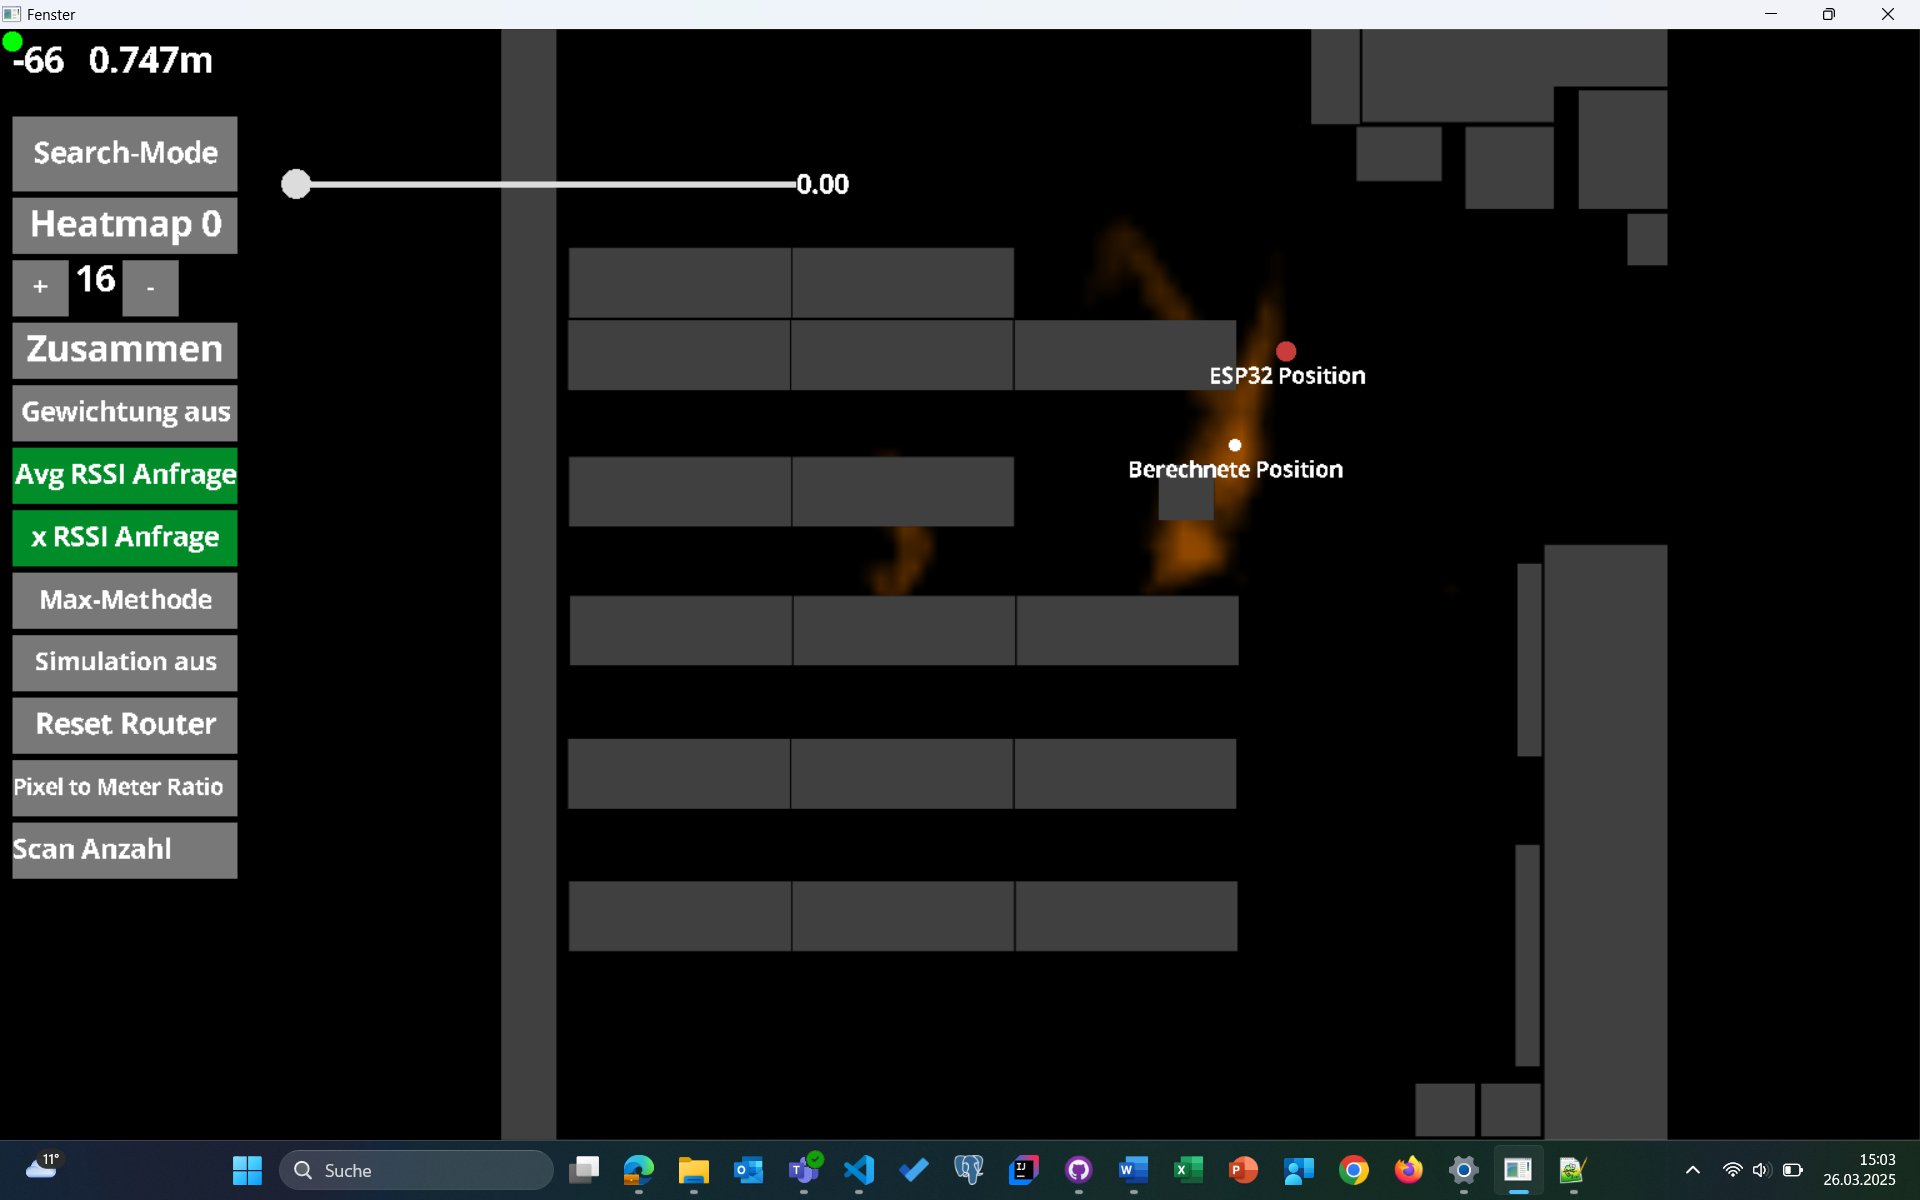 Fenster
-66 0.747m
Search-Mode
0.00
Heatmap 0
+ 16 -
Zusammen
ESP32 Position
Gewichtung aus
Avg RSSI Anfrage
Berechnete Position
x RSSI Anfrage
Max-Methode
Simulation aus
Reset Router
Pixel to Meter Ratio
Scan Anzahl
11°
Suche
15:03
26.03.2025